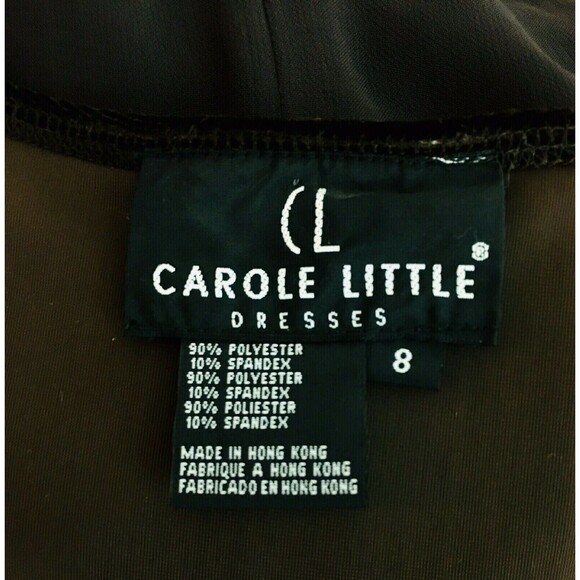 CL
CAROLE LITTLE®
DRESSES
90% POLYESTER
10% SPANDEX
90% POLYESTER
10% SPANDEX
90% POLIESTER
10% SPANDEX
8
MADE IN HONG KONG
FABRIQUE A HONG KONG
FABRICADO EN HONG KONG